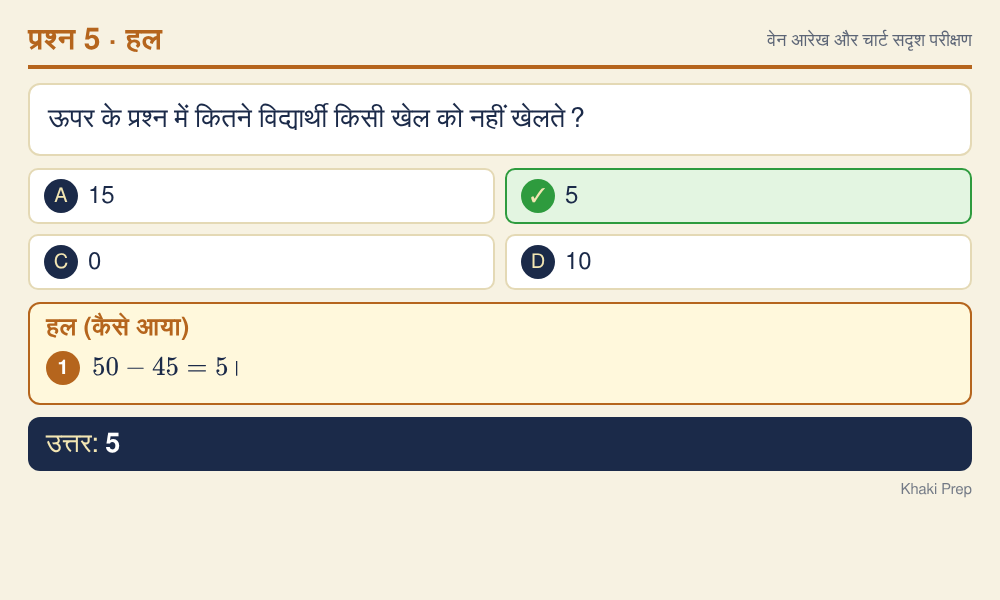 प्रश्न 5 · हल
वेन आरेख और चार्ट सदृश परीक्षण
ऊपर के प्रश्न में कितने विद्यार्थी किसी खेल को नहीं खेलते ?
A 15
✓ 5
C 0
D 10
हल (कैसे आया)
1 50 − 45 = 5।
उत्तर: 5
Khaki Prep